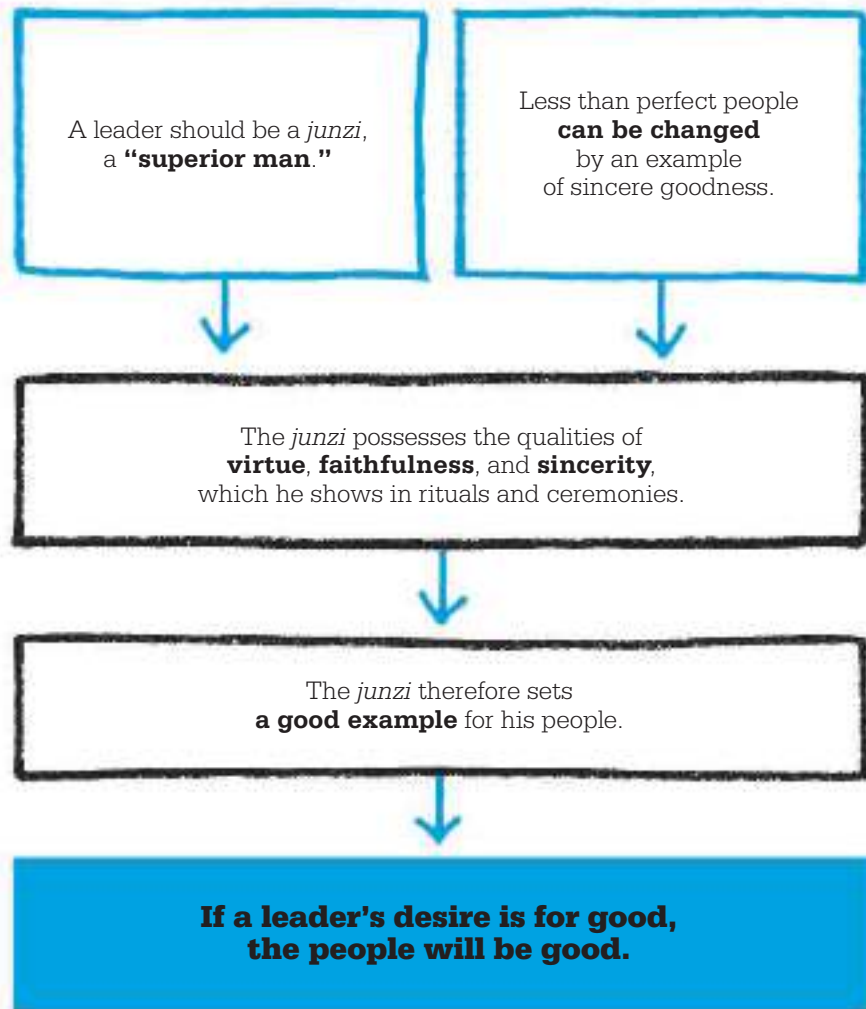 A leader should be a junzi,
a “superior man.”
Less than perfect people
can be changed
by an example
of sincere goodness.
The junzi possesses the qualities of
virtue, faithfulness, and sincerity,
which he shows in rituals and ceremonies.
The junzi therefore sets
a good example for his people.
If a leader’s desire is for good,
the people will be good.